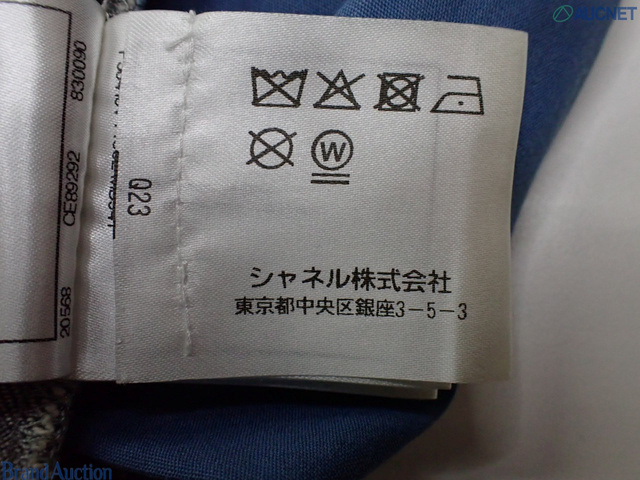 AUCNET
W
シャネル株式会社
東京都中央区銀座3-5-3
Q23
830090
CE89292
20568
Brand Auction